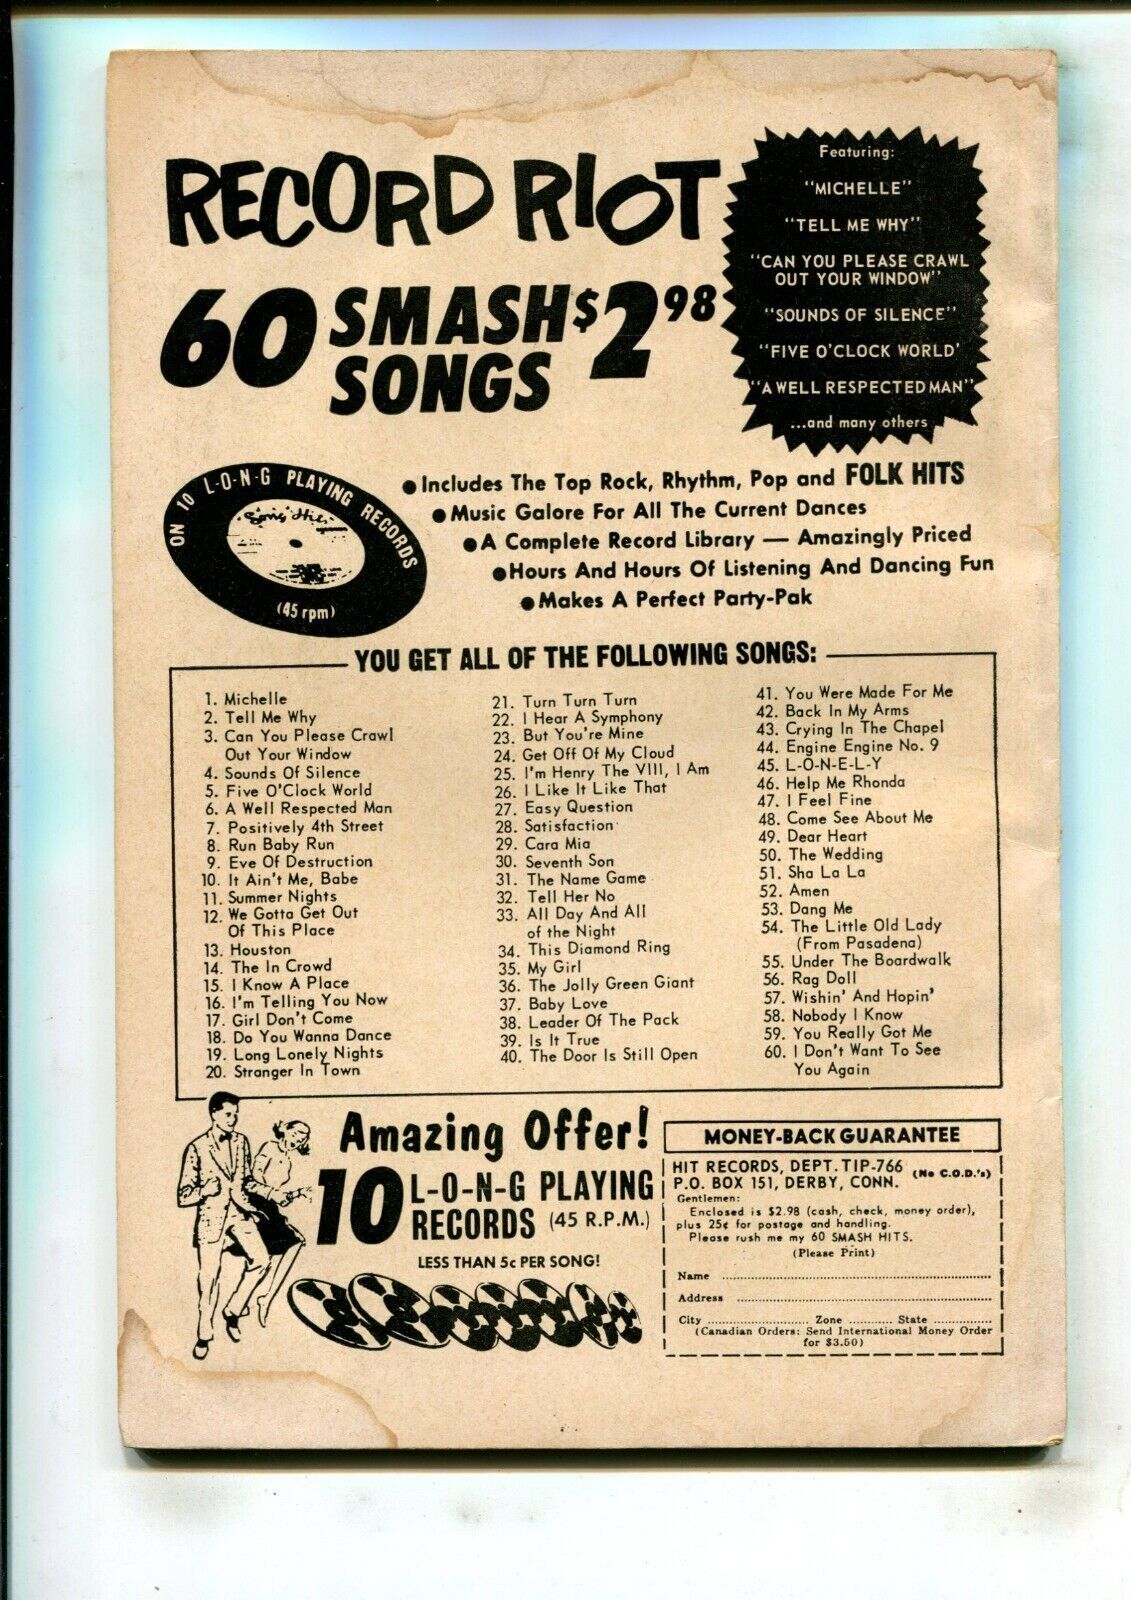 RECORD RIOT
60 SMASH SONGS $2.98
Featuring:
"MICHELLE"
"TELL ME WHY"
"CAN YOU PLEASE CRAWL
OUT YOUR WINDOW"
"SOUNDS OF SILENCE"
"FIVE O'CLOCK WORLD'
"A WELL RESPECTED MAN"
...and many others
ON 10 L-O-N-G PLAYING RECORDS
(45 rpm)
●Includes The Top Rock, Rhythm, Pop and FOLK HITS
●Music Galore For All The Current Dances
●A Complete Record Library — Amazingly Priced
●Hours And Hours Of Listening And Dancing Fun
●Makes A Perfect Party-Pak
YOU GET ALL OF THE FOLLOWING SONGS:
1. Michelle
2. Tell Me Why
3. Can You Please Crawl
Out Your Window
4. Sounds Of Silence
5. Five O'Clock World
6. A Well Respected Man
7. Positively 4th Street
8. Run Baby Run
9. Eve Of Destruction
10. It Ain't Me, Babe
11. Summer Nights
12. We Gotta Get Out
Of This Place
13. Houston
14. The In Crowd
15. I Know A Place
16. I'm Telling You Now
17. Girl Don't Come
18. Do You Wanna Dance
19. Long Lonely Nights
20. Stranger In Town
21. Turn Turn Turn
22. I Hear A Symphony
23. But You're Mine
24. Get Off Of My Cloud
25. I'm Henry The VIII, I Am
26. I Like It Like That
27. Easy Question
28. Satisfaction
29. Cara Mia
30. Seventh Son
31. The Name Game
32. Tell Her No
33. All Day And All
of the Night
34. This Diamond Ring
35. My Girl
36. The Jolly Green Giant
37. Baby Love
38. Leader Of The Pack
39. Is It True
40. The Door Is Still Open
41. You Were Made For Me
42. Back In My Arms
43. Crying In The Chapel
44. Engine Engine No. 9
45. L-O-N-E-L-Y
46. Help Me Rhonda
47. I Feel Fine
48. Come See About Me
49. Dear Heart
50. The Wedding
51. Sha La La
52. Amen
53. Dang Me
54. The Little Old Lady
(From Pasadena)
55. Under The Boardwalk
56. Rag Doll
57. Wishin' And Hopin'
58. Nobody I Know
59. You Really Got Me
60. I Don't Want To See
You Again
Amazing Offer!
10 L-O-N-G PLAYING
RECORDS (45 R.P.M.)
LESS THAN 5c PER SONG!
MONEY-BACK GUARANTEE
HIT RECORDS, DEPT. TIP-766 (No C.O.D.'s)
P.O. BOX 151, DERBY, CONN.
Gentlemen:
Enclosed is $2.98 (cash, check, money order),
plus 25¢ for postage and handling.
Please rush me my 60 SMASH HITS.
(Please Print)
Name
Address
City Zone State
(Canadian Orders: Send International Money Order
for $3.50)